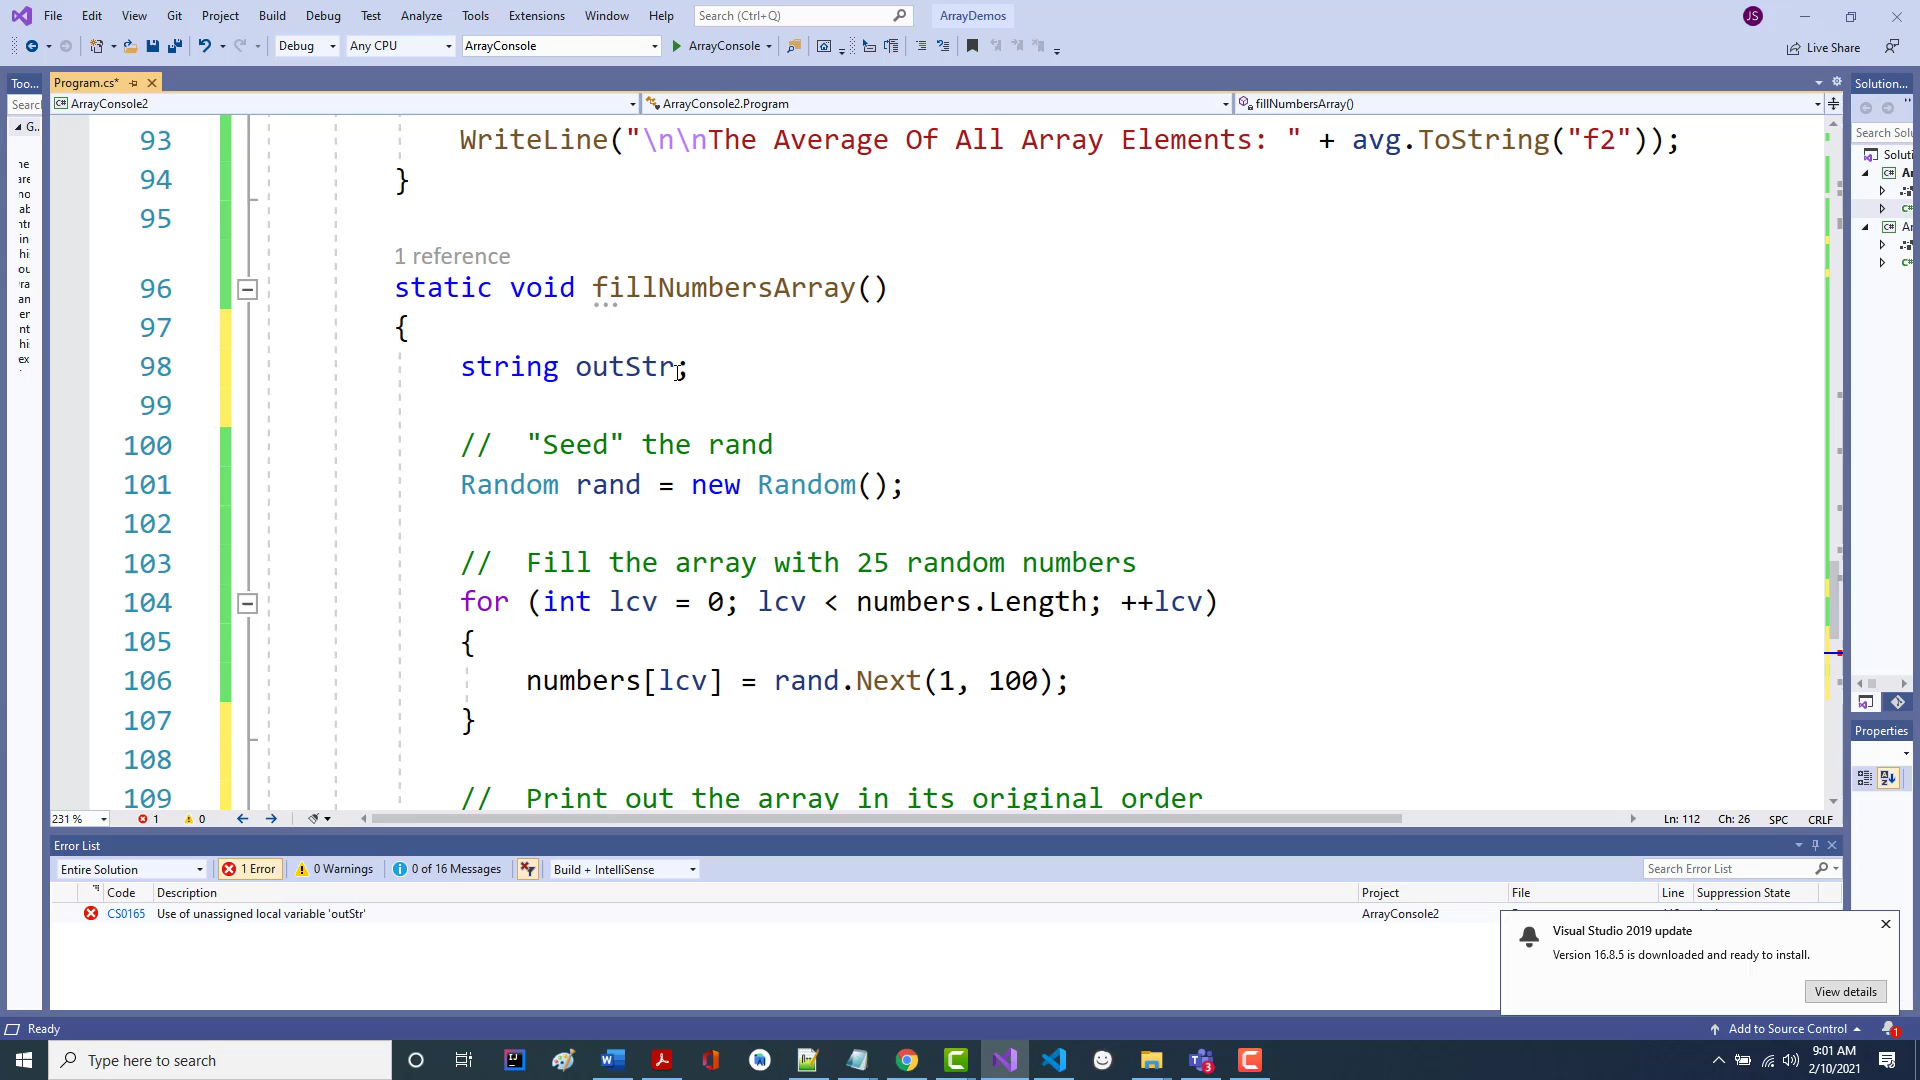 File Edit View Git Project Build Debug Test Analyze Tools Extensions Window Help Search (Ctrl+Q) ArrayDemos JS
Debug Any CPU ArrayConsole ArrayConsole Live Share
Too... Program.cs* Solution...
ArrayConsole2 ArrayConsole2.Program fillNumbersArray()
Search Solu
93 WriteLine("\n\nThe Average Of All Array Elements: " + avg.ToString("f2"));
94 }
95
1 reference
96 static void fillNumbersArray()
97 {
98 string outStr;
99
100 // "Seed" the rand
101 Random rand = new Random();
102
103 // Fill the array with 25 random numbers
104 for (int lcv = 0; lcv < numbers.Length; ++lcv)
105 {
106 numbers[lcv] = rand.Next(1, 100);
107 }
108
109 // Print out the array in its original order
Properties
231 % 1 0 Ln: 112 Ch: 26 SPC CRLF
Error List
Entire Solution 1 Error 0 Warnings 0 of 16 Messages Build + IntelliSense Search Error List
Code Description Project File Line Suppression State
CS0165 Use of unassigned local variable 'outStr' ArrayConsole2
Visual Studio 2019 update
Version 16.8.5 is downloaded and ready to install.
View details
Ready Add to Source Control 1
Type here to search
9:01 AM
2/10/2021